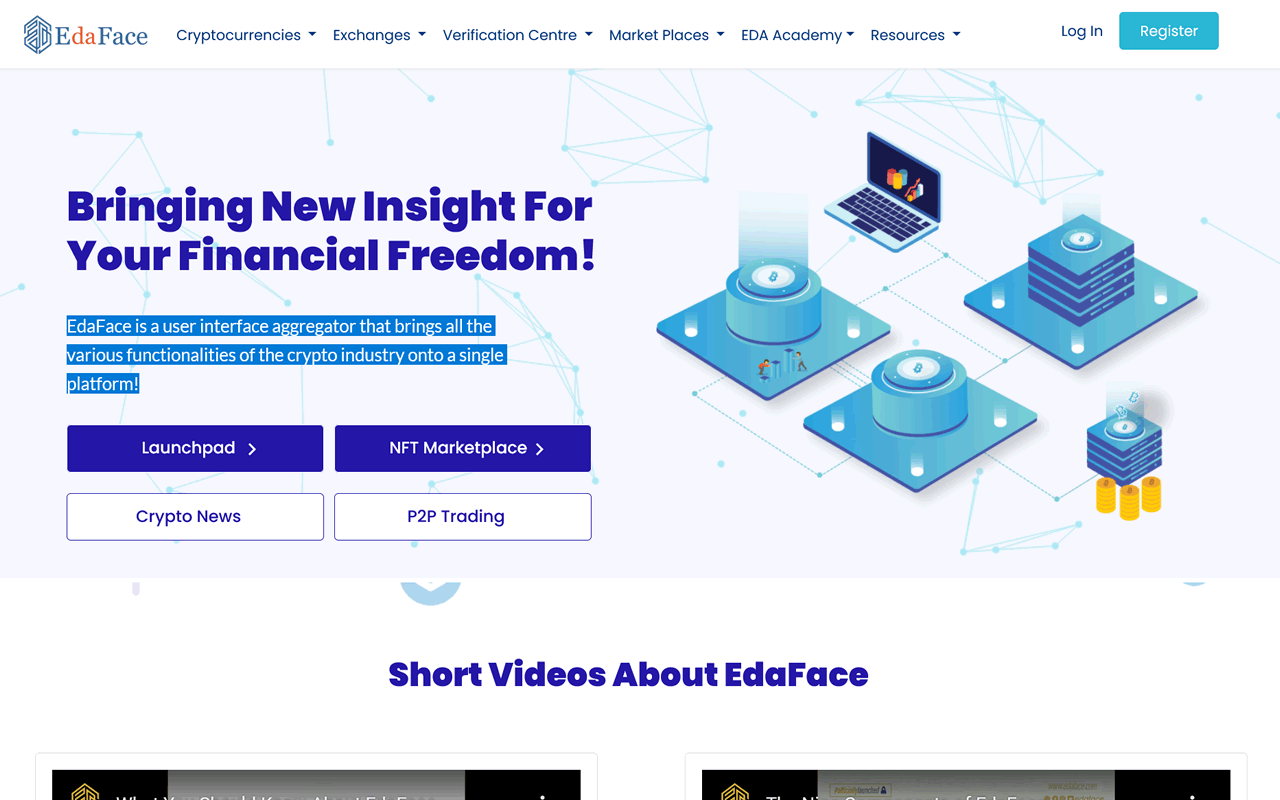 EdaFace
Cryptocurrencies
Exchanges
Verification Centre
Market Places
EDA Academy
Resources
Log In
Register
Bringing New Insight For
Your Financial Freedom!
EdaFace is a user interface aggregator that brings all the
various functionalities of the crypto industry onto a single
platform!
Launchpad
NFT Marketplace
Crypto News
P2P Trading
Short Videos About EdaFace